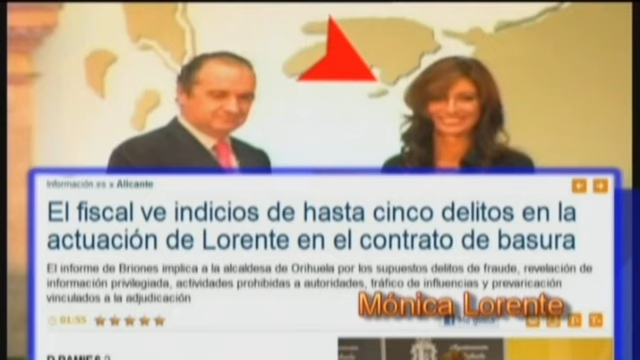 Información.es » Alicante
El fiscal ve indicios de hasta cinco delitos en la
actuación de Lorente en el contrato de basura
El informe de Briones implica a la alcaldesa de Orihuela por los supuestos delitos de fraude, revelación de
información privilegiada, actividades prohibidas a autoridades, tráfico de influencias y prevaricación
vinculados a la adjudicación
Mónica Lorente
01:55